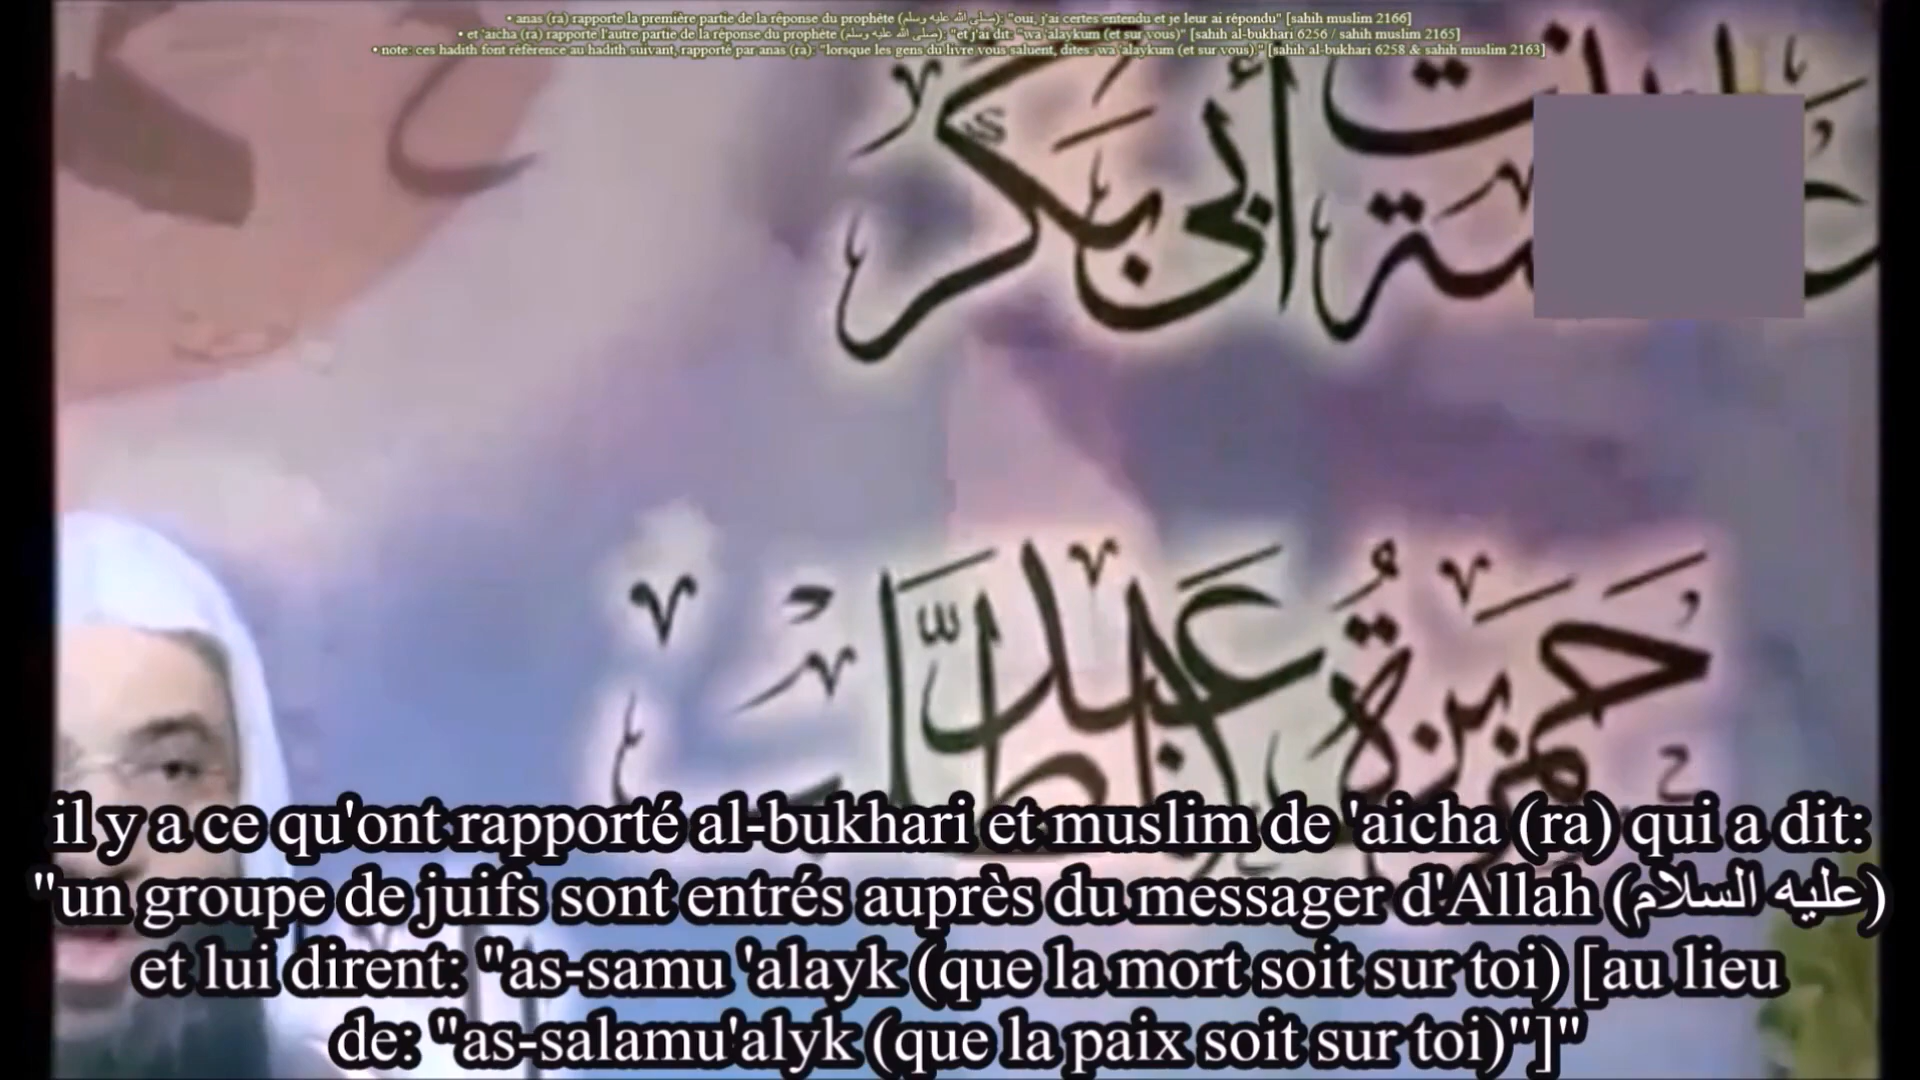 • anas (ra) rapporte la première partie de la réponse du prophète (صلى الله عليه وسلم): "oui, j'ai certes entendu et je leur ai répondu" [sahih muslim 2166]
• et 'aicha (ra) rapporte l'autre partie de la réponse du prophète (صلى الله عليه وسلم): "et j'ai dit: "wa 'alaykum (et sur vous)" [sahih al-bukhari 6256 / sahih muslim 2165]
• note: ces hadith font référence au hadith suivant, rapporté par anas (ra): "lorsque les gens du livre vous saluent, dites: wa 'alaykum (et sur vous)" [sahih al-bukhari 6258 & sahih muslim 2163]
أبي بكر
حمزة عبد
il y a ce qu'ont rapporté al-bukhari et muslim de 'aicha (ra) qui a dit:
"un groupe de juifs sont entrés auprès du messager d'Allah (عليه السلام)
et lui dirent: "as-samu 'alayk (que la mort soit sur toi) [au lieu
de: "as-salamu'alyk (que la paix soit sur toi)"]"